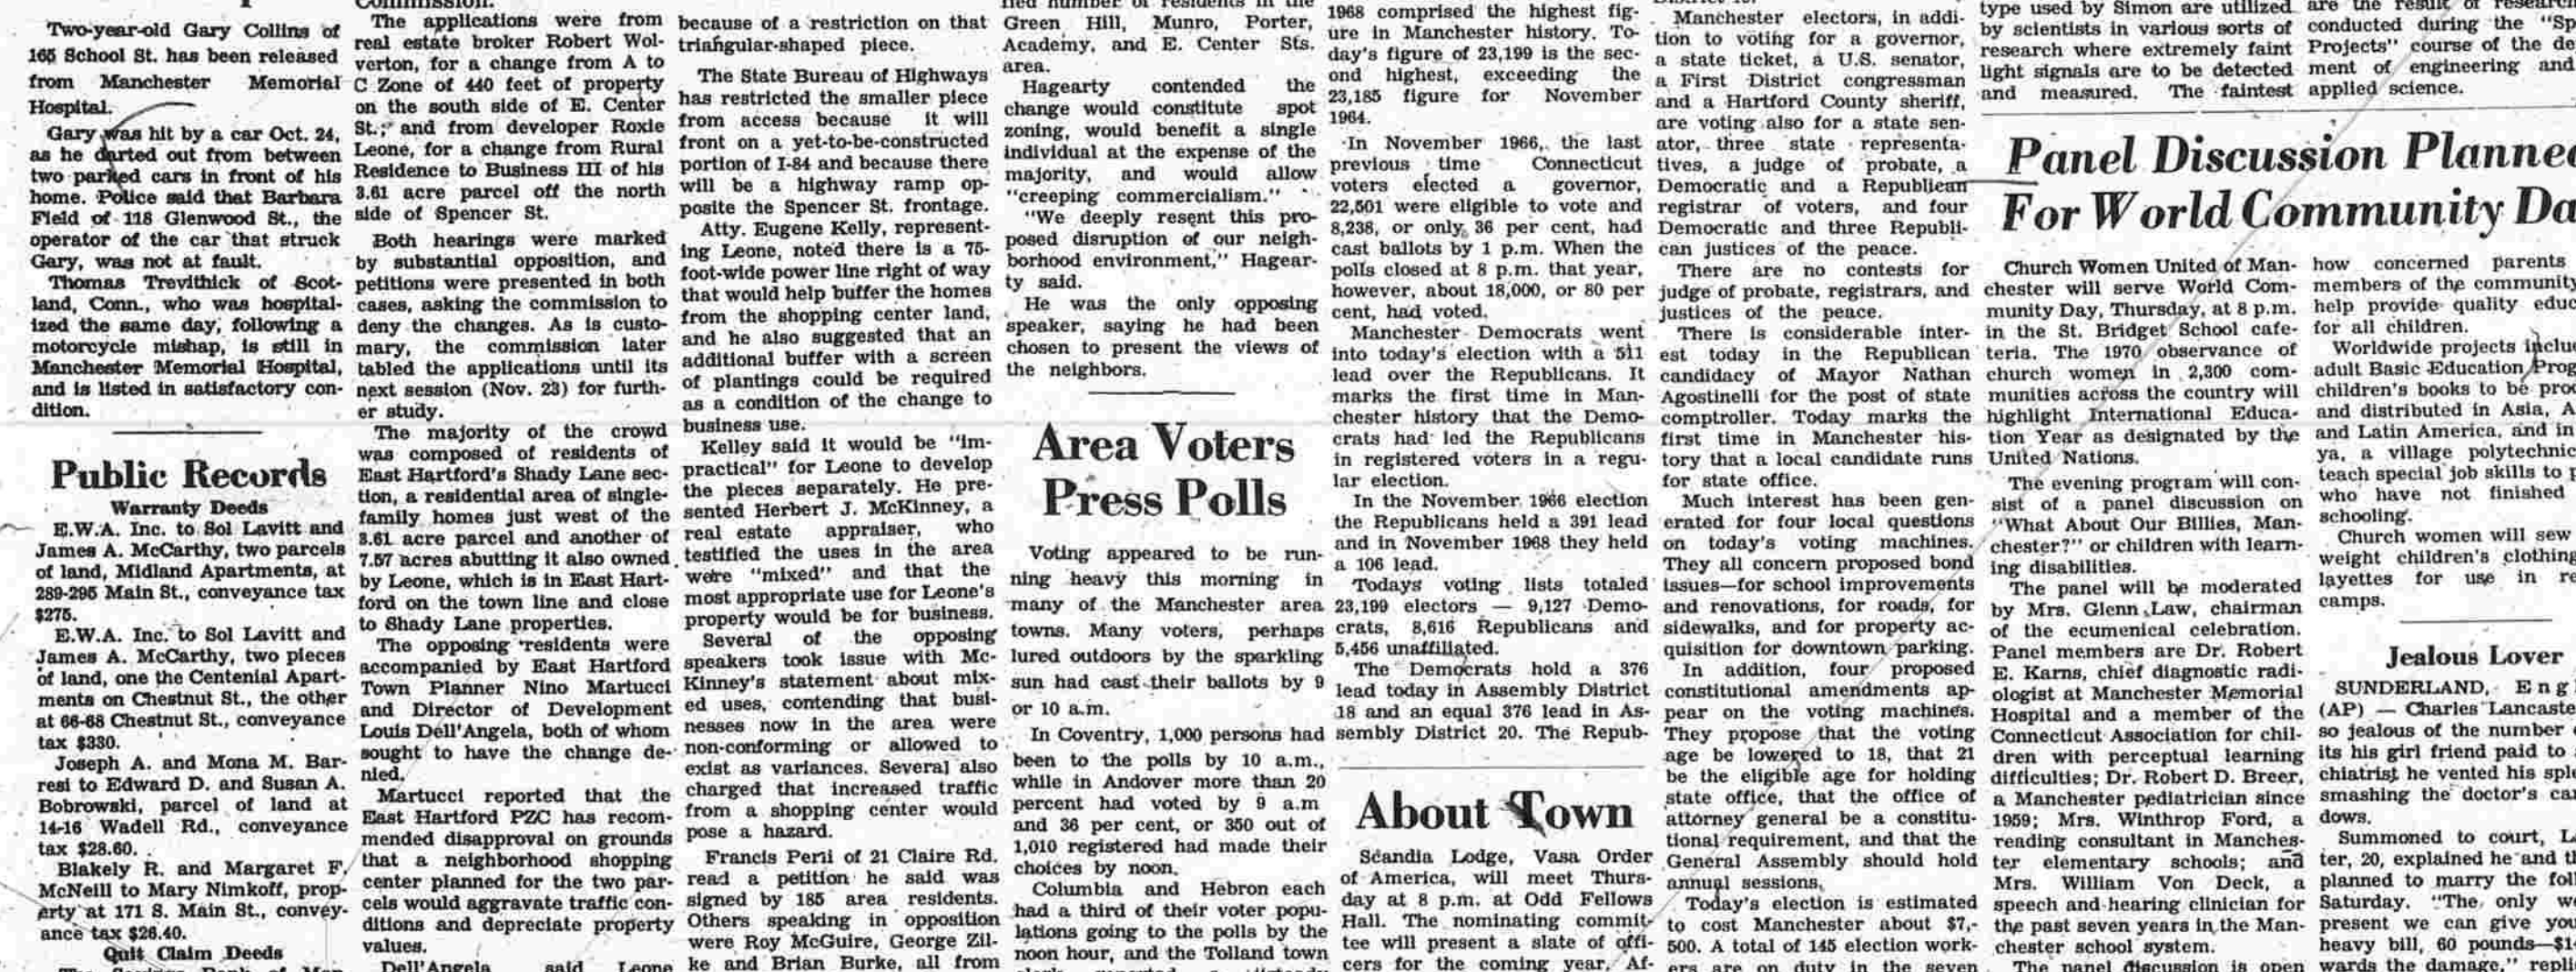 Two-year-old Gary Collins of
165 School St. has been released
from Manchester Memorial
Hospital.
Gary was hit by a car Oct. 24,
as he darted out from between
two parked cars in front of his
home. Police said that Barbara
Field of 118 Glenwood St., the
operator of the car that struck
Gary, was not at fault.
Thomas Trevithick of Scot-
land, Conn., who was hospital-
ized the same day, following a
motorcycle mishap, is still in
Manchester Memorial Hospital,
and is listed in satisfactory con-
dition.
Public Records
Warranty Deeds
E.W.A. Inc. to Sol Lavitt and
James A. McCarthy, two parcels
of land, Midland Apartments, at
289-295 Main St., conveyance tax
$275.
E.W.A. Inc. to Sol Lavitt and
James A. McCarthy, two pieces
of land, one the Centenial Apart-
ments on Chestnut St., the other
at 66-68 Chestnut St., conveyance
tax $330.
Joseph A. and Mona M. Bar-
resi to Edward D. and Susan A.
Bobrowski, parcel of land at
14-16 Wadell Rd., conveyance
tax $28.60.
Blakely R. and Margaret F.
McNeill to Mary Nimkoff, prop-
erty at 171 S. Main St., convey-
ance tax $26.40.
Quit Claim Deeds
Commission.
The applications were from
real estate broker Robert Wol-
verton, for a change from A to
C Zone of 440 feet of property
on the south side of E. Center
St.; and from developer Roxie
Leone, for a change from Rural
Residence to Business III of his
3.61 acre parcel off the north
side of Spencer St.
Both hearings were marked
by substantial opposition, and
petitions were presented in both
cases, asking the commission to
deny the changes. As is custo-
mary, the commission later
tabled the applications until its
next session (Nov. 23) for furth-
er study.
The majority of the crowd
was composed of residents of
East Hartford's Shady Lane sec-
tion, a residential area of single-
family homes just west of the
3.61 acre parcel and another of
7.57 acres abutting it also owned
by Leone, which is in East Hart-
ford on the town line and close
to Shady Lane properties.
The opposing residents were
accompanied by East Hartford
Town Planner Nino Martucci
and Director of Development
Louis Dell'Angela, both of whom
sought to have the change de-
nied.
Martucci reported that the
East Hartford PZC has recom-
mended disapproval on grounds
that a neighborhood shopping
center planned for the two par-
cels would aggravate traffic con-
ditions and depreciate property
values.
Dell'Angela said Leone
because of a restriction on that
triangular-shaped piece.
The State Bureau of Highways
has restricted the smaller piece
from access because it will
front on a yet-to-be-constructed
portion of I-84 and because there
will be a highway ramp op-
posite the Spencer St. frontage.
Atty. Eugene Kelly, represent-
ing Leone, noted there is a 75-
foot-wide power line right of way
that would help buffer the homes
from the shopping center land,
and he also suggested that an
additional buffer with a screen
of plantings could be required
as a condition of the change to
business use.
Kelley said it would be "im-
practical" for Leone to develop
the pieces separately. He pre-
sented Herbert J. McKinney, a
real estate appraiser, who
testified the uses in the area
were "mixed" and that the
most appropriate use for Leone's
property would be for business.
Several of the opposing
speakers took issue with Mc-
Kinney's statement about mix-
ed uses, contending that busi-
nesses now in the area were
non-conforming or allowed to
exist as variances. Several also
charged that increased traffic
from a shopping center would
pose a hazard.
Francis Perii of 21 Claire Rd.
read a petition he said was
signed by 185 area residents.
Others speaking in opposition
were Roy McGuire, George Zil-
ke and Brian Burke, all from
number of residents in the
Green Hill, Munro, Porter,
Academy, and E. Center Sts.
area.
Hagearty contended the
change would constitute spot
zoning, would benefit a single
individual at the expense of the
majority, and would allow
"creeping commercialism."
"We deeply resent this pro-
posed disruption of our neigh-
borhood environment," Hagear-
ty said.
He was the only opposing
speaker, saying he had been
chosen to present the views of
the neighbors.
Area Voters
Press Polls
Voting appeared to be run-
ning heavy this morning in
many of the Manchester area
towns. Many voters, perhaps
lured outdoors by the sparkling
sun had cast their ballots by 9
or 10 a.m.
In Coventry, 1,000 persons had
been to the polls by 10 a.m.,
while in Andover more than 20
percent had voted by 9 a.m
and 36 per cent, or 350 out of
1,010 registered had made their
choices by noon.
Columbia and Hebron each
had a third of their voter popu-
lations going to the polls by the
noon hour, and the Tolland town
1968 comprised the highest fig-
ure in Manchester history. To-
day's figure of 23,199 is the sec-
ond highest, exceeding the
23,185 figure for November
1964.
In November 1966, the last
previous time Connecticut
voters elected a governor,
22,501 were eligible to vote and
8,238, or only 36 per cent, had
cast ballots by 1 p.m. When the
polls closed at 8 p.m. that year,
however, about 18,000, or 80 per
cent, had voted.
Manchester Democrats went
into today's election with a 511
lead over the Republicans. It
marks the first time in Man-
chester history that the Demo-
crats had led the Republicans
in registered voters in a regu-
lar election.
In the November 1966 election
the Republicans held a 391 lead
and in November 1968 they held
a 106 lead.
Todays voting lists totaled
23,199 electors — 9,127 Demo-
crats, 8,616 Republicans and
5,456 unaffiliated.
The Democrats hold a 376
lead today in Assembly District
18 and an equal 376 lead in As-
sembly District 20. The Repub-
About Town
Scandia Lodge, Vasa Order
of America, will meet Thurs-
day at 8 p.m. at Odd Fellows
Hall. The nominating commit-
tee will present a slate of offi-
cers for the coming year. Af-
Manchester electors, in addi-
tion to voting for a governor,
a state ticket, a U.S. senator,
a First District congressman
and a Hartford County sheriff,
are voting also for a state sen-
ator, three state representa-
tives, a judge of probate, a
Democratic and a Republican
registrar of voters, and four
Democratic and three Republi-
can justices of the peace.
There are no contests for
judge of probate, registrars, and
justices of the peace.
There is considerable inter-
est today in the Republican
candidacy of Mayor Nathan
Agostinelli for the post of state
comptroller. Today marks the
first time in Manchester his-
tory that a local candidate runs
for state office.
Much interest has been gen-
erated for four local questions
on today's voting machines.
They all concern proposed bond
issues—for school improvements
and renovations, for roads, for
sidewalks, and for property ac-
quisition for downtown parking.
In addition, four proposed
constitutional amendments ap-
pear on the voting machines.
They propose that the voting
age be lowered to 18, that 21
be the eligible age for holding
state office, that the office of
attorney general be a constitu-
tional requirement, and that the
General Assembly should hold
annual sessions.
Today's election is estimated
to cost Manchester about $7,-
500. A total of 145 election work-
ers are on duty in the seven
type used by Simon are utilized
by scientists in various sorts of
research where extremely faint
light signals are to be detected
and measured. The faintest
are the result of research
conducted during the "Sp
Projects" course of the de
ment of engineering and
applied science.
Panel Discussion Planned
For World Community Da
Church Women United of Man-
chester will serve World Com-
munity Day, Thursday, at 8 p.m.
in the St. Bridget School cafe-
teria. The 1970 observance of
church women in 2,300 com-
munities across the country will
highlight International Educa-
tion Year as designated by the
United Nations.
The evening program will con-
sist of a panel discussion on
"What About Our Billies, Man-
chester?" or children with learn-
ing disabilities.
The panel will be moderated
by Mrs. Glenn Law, chairman
of the ecumenical celebration.
Panel members are Dr. Robert
E. Karns, chief diagnostic radi-
ologist at Manchester Memorial
Hospital and a member of the
Connecticut Association for chil-
dren with perceptual learning
difficulties; Dr. Robert D. Breer,
a Manchester pediatrician since
1959; Mrs. Winthrop Ford, a
reading consultant in Manches-
ter elementary schools; and
Mrs. William Von Deck, a
speech and hearing clinician for
the past seven years in the Man-
chester school system.
The panel discussion is open
how concerned parents
members of the community
help provide quality educ
for all children.
Worldwide projects inclu
adult Basic Education Prog
children's books to be prod
and distributed in Asia, A
and Latin America, and in
ya, a village polytechnic
teach special job skills to p
who have not finished
schooling.
Church women will sew
weight children's clothing
layettes for use in re
camps.
Jealous Lover
SUNDERLAND, Eng
(AP) — Charles Lancaste
so jealous of the number
its his girl friend paid to
chiatrist he vented his sple
smashing the doctor's car
dows.
Summoned to court, La
ter, 20, explained he and th
planned to marry the foll
Saturday. "The only we
present we can give you
heavy bill, 60 pounds—$1
wards the damage," repli